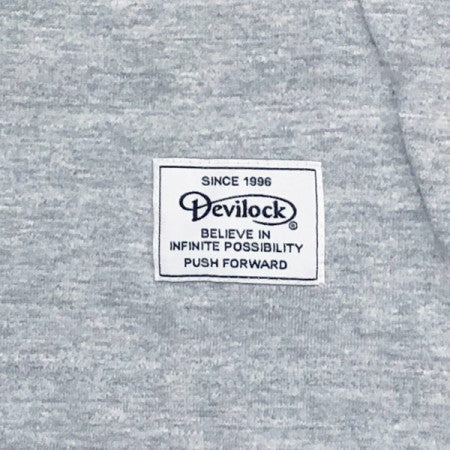 SINCE 1996
Devilock®
BELIEVE IN
INFINITE POSSIBILITY
PUSH FORWARD